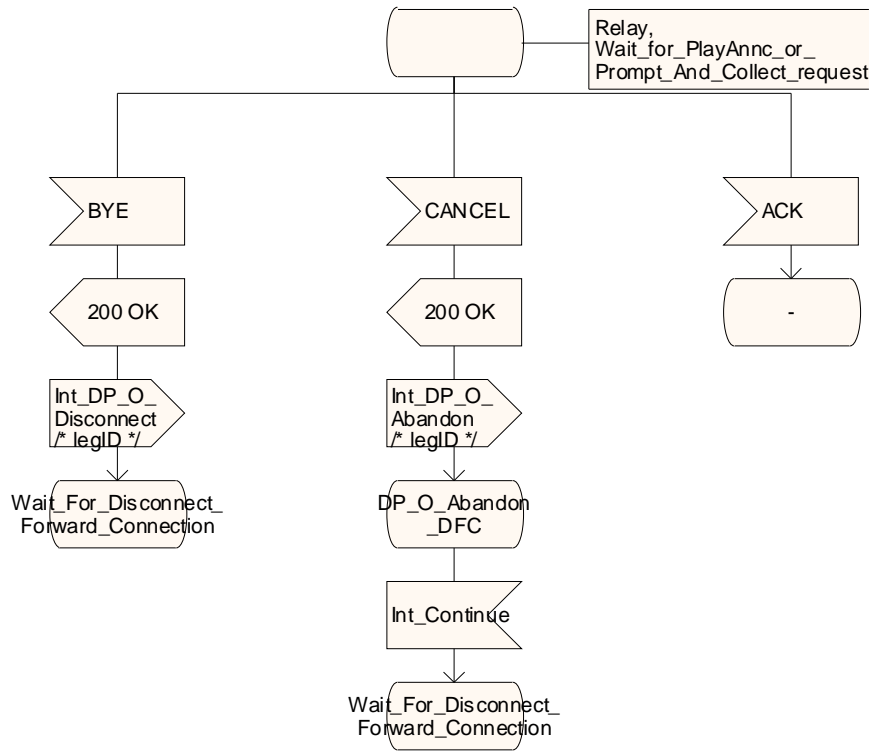 Relay,
Wait_for_PlayAnnc_or_
Prompt_And_Collect_request
BYE
CANCEL
ACK
200 OK
200 OK
-
Int_DP_O_
Disconnect
/* legID */
Int_DP_O_
Abandon
/* legID */
Wait_For_Disconnect_
Forward_Connection
DP_O_Abandon
_DFC
Int_Continue
Wait_For_Disconnect_
Forward_Connection